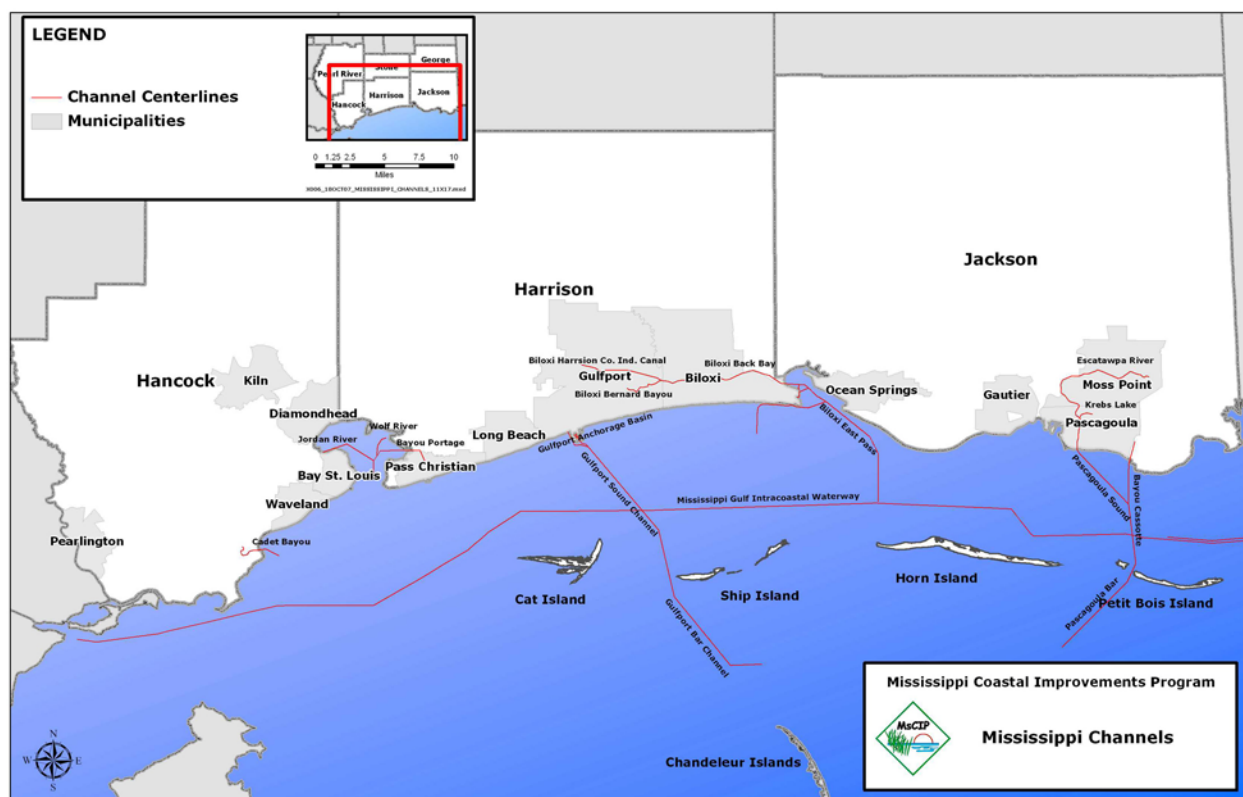 LEGEND
Channel Centerlines
Municipalities
Pearl River
Stone
George
Hancock
Harrison
Jackson
0 1.25 2.5 5 7.5 10
Miles
X006_18OCT07_MISSISSIPPI_CHANNELS_11X17.mxd
Jackson
Harrison
Hancock
Kiln
Diamondhead
Wolf River
Jordan River
Bayou Portage
Bay St. Louis
Pass Christian
Long Beach
Waveland
Pearlington
Cadet Bayou
Biloxi Harrsion Co. Ind. Canal
Gulfport
Biloxi Bernard Bayou
Biloxi Back Bay
Biloxi
Ocean Springs
Gulfport Anchorage Basin
Biloxi East Pass
Gautier
Escatawpa River
Moss Point
Krebs Lake
Pascagoula
Gulfport Sound Channel
Mississippi Gulf Intracoastal Waterway
Pascagoula Sound
Bayou Cassotte
Cat Island
Ship Island
Horn Island
Petit Bois Island
Gulfport Bar Channel
Pascagoula Bar
Chandeleur Islands
N
W E
S
Mississippi Coastal Improvements Program
MsCIP
Mississippi Channels